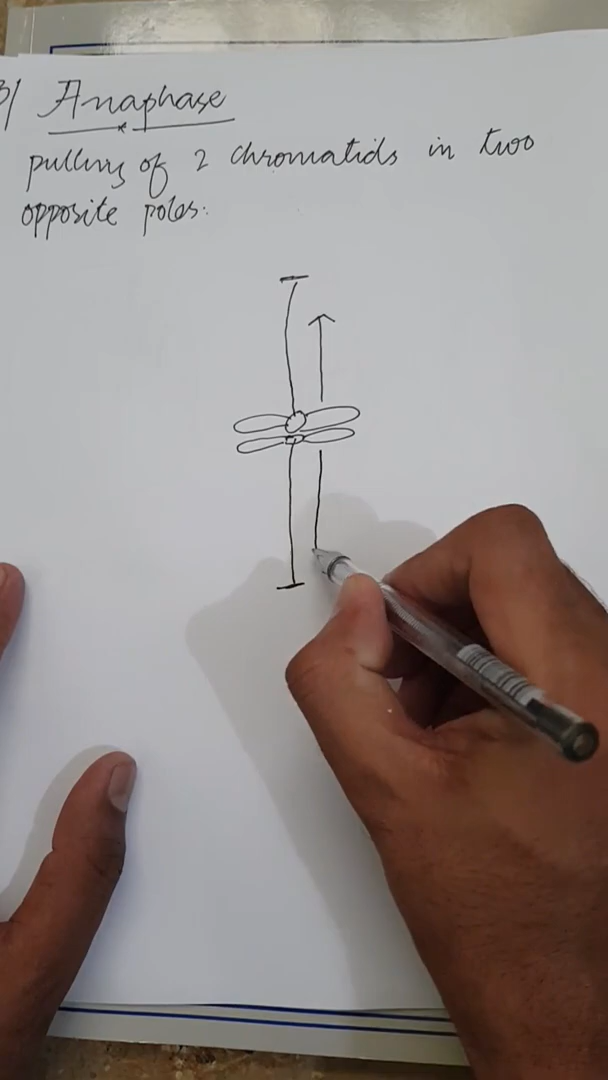 3/ Anaphase
pulling of 2 chromatids in two
opposite poles.